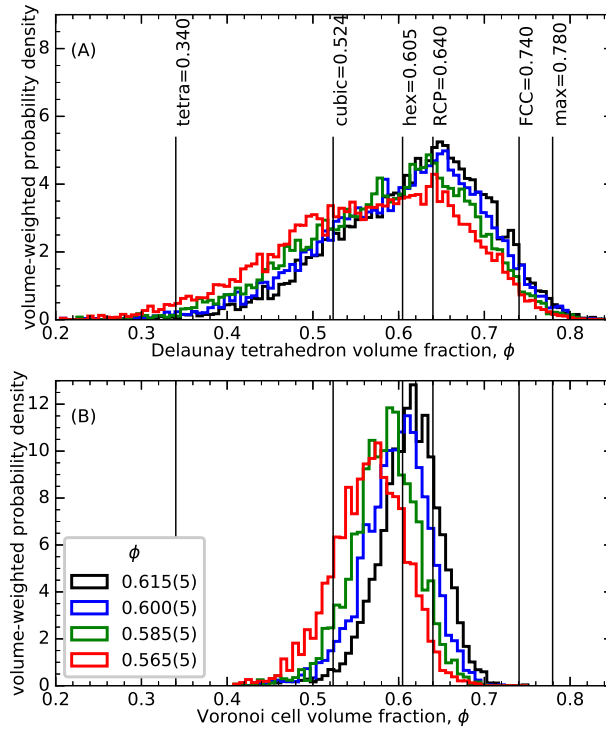 (A)
tetra=0.340
cubic=0.524
hex=0.605
RCP=0.640
FCC=0.740
max=0.780
volume-weighted probability density
8
6
4
2
0
0.2 0.3 0.4 0.5 0.6 0.7 0.8
Delaunay tetrahedron volume fraction, ϕ
(B)
volume-weighted probability density
12
10
8
6
4
2
0
ϕ
0.615(5)
0.600(5)
0.585(5)
0.565(5)
0.2 0.3 0.4 0.5 0.6 0.7 0.8
Voronoi cell volume fraction, ϕ